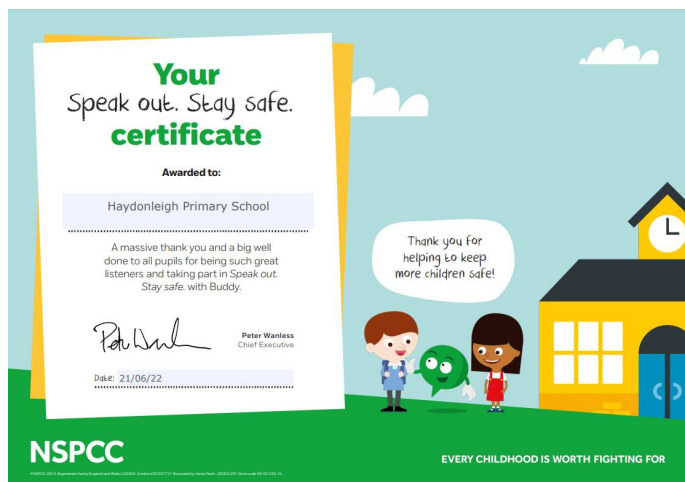 Your
Speak out. Stay safe.
certificate
Awarded to:
Haydonleigh Primary School
A massive thank you and a big well
done to all pupils for being such great
listeners and taking part in Speak out.
Stay safe. with Buddy.
Peter Wanless
Chief Executive
Date: 21/06/22
Thank you for
helping to keep
more children safe!
NSPCC
EVERY CHILDHOOD IS WORTH FIGHTING FOR